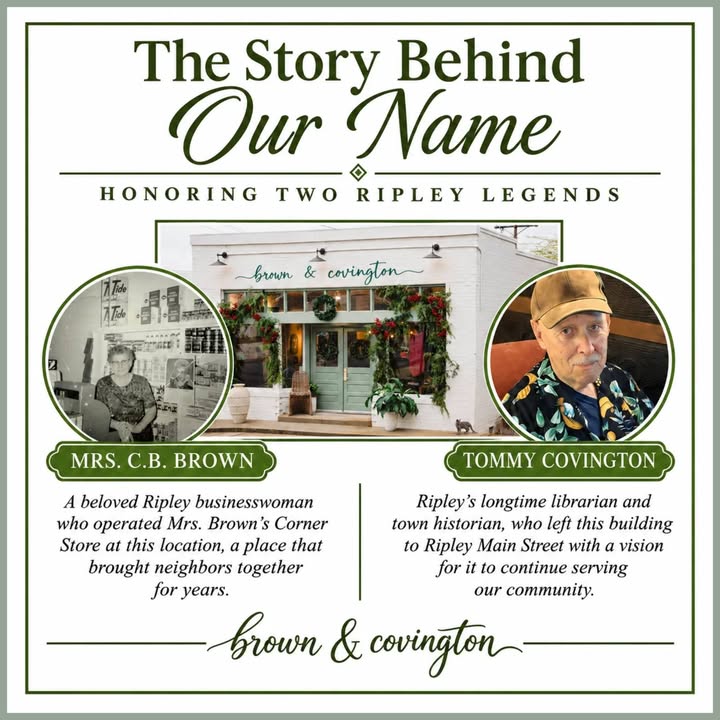 The Story Behind
Our Name
HONORING TWO RIPLEY LEGENDS
brown & covington
Tide
Tide
MRS. C.B. BROWN
TOMMY COVINGTON
A beloved Ripley businesswoman
who operated Mrs. Brown's Corner
Store at this location, a place that
brought neighbors together
for years.
Ripley's longtime librarian and
town historian, who left this building
to Ripley Main Street with a vision
for it to continue serving
our community.
brown & covington